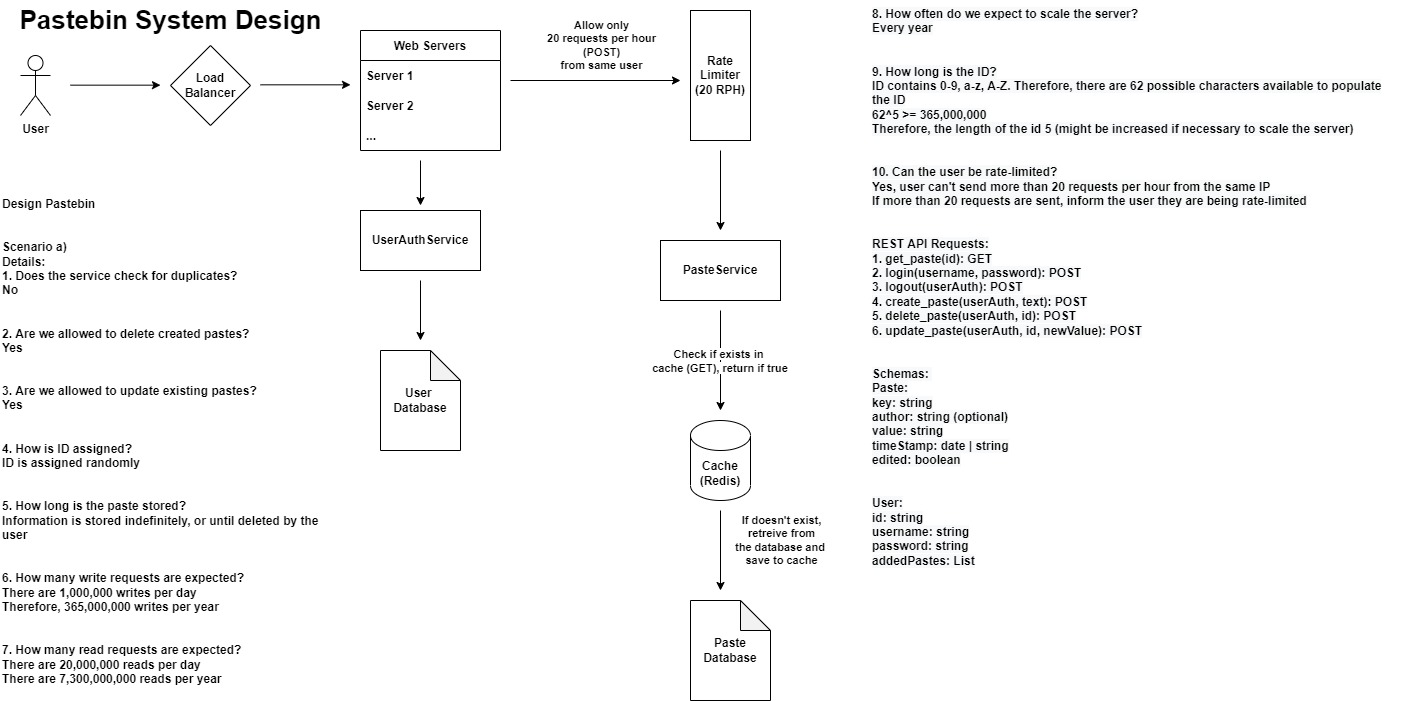 Pastebin System Design
User
Load
Balancer
Web Servers
Server 1
Server 2
...
Allow only
20 requests per hour
(POST)
from same user
Rate
Limiter
(20 RPH)
UserAuthService
User
Database
PasteService
Check if exists in
cache (GET), return if true
Cache
(Redis)
If doesn't exist,
retreive from
the database and
save to cache
Paste
Database
Design Pastebin
Scenario a)
Details:
1. Does the service check for duplicates?
No
2. Are we allowed to delete created pastes?
Yes
3. Are we allowed to update existing pastes?
Yes
4. How is ID assigned?
ID is assigned randomly
5. How long is the paste stored?
Information is stored indefinitely, or until deleted by the
user
6. How many write requests are expected?
There are 1,000,000 writes per day
Therefore, 365,000,000 writes per year
7. How many read requests are expected?
There are 20,000,000 reads per day
There are 7,300,000,000 reads per year
8. How often do we expect to scale the server?
Every year
9. How long is the ID?
ID contains 0-9, a-z, A-Z. Therefore, there are 62 possible characters available to populate
the ID
62^5 >= 365,000,000
Therefore, the length of the id 5 (might be increased if necessary to scale the server)
10. Can the user be rate-limited?
Yes, user can't send more than 20 requests per hour from the same IP
If more than 20 requests are sent, inform the user they are being rate-limited
REST API Requests:
1. get_paste(id): GET
2. login(username, password): POST
3. logout(userAuth): POST
4. create_paste(userAuth, text): POST
5. delete_paste(userAuth, id): POST
6. update_paste(userAuth, id, newValue): POST
Schemas:
Paste:
key: string
author: string (optional)
value: string
timeStamp: date | string
edited: boolean
User:
id: string
username: string
password: string
addedPastes: List